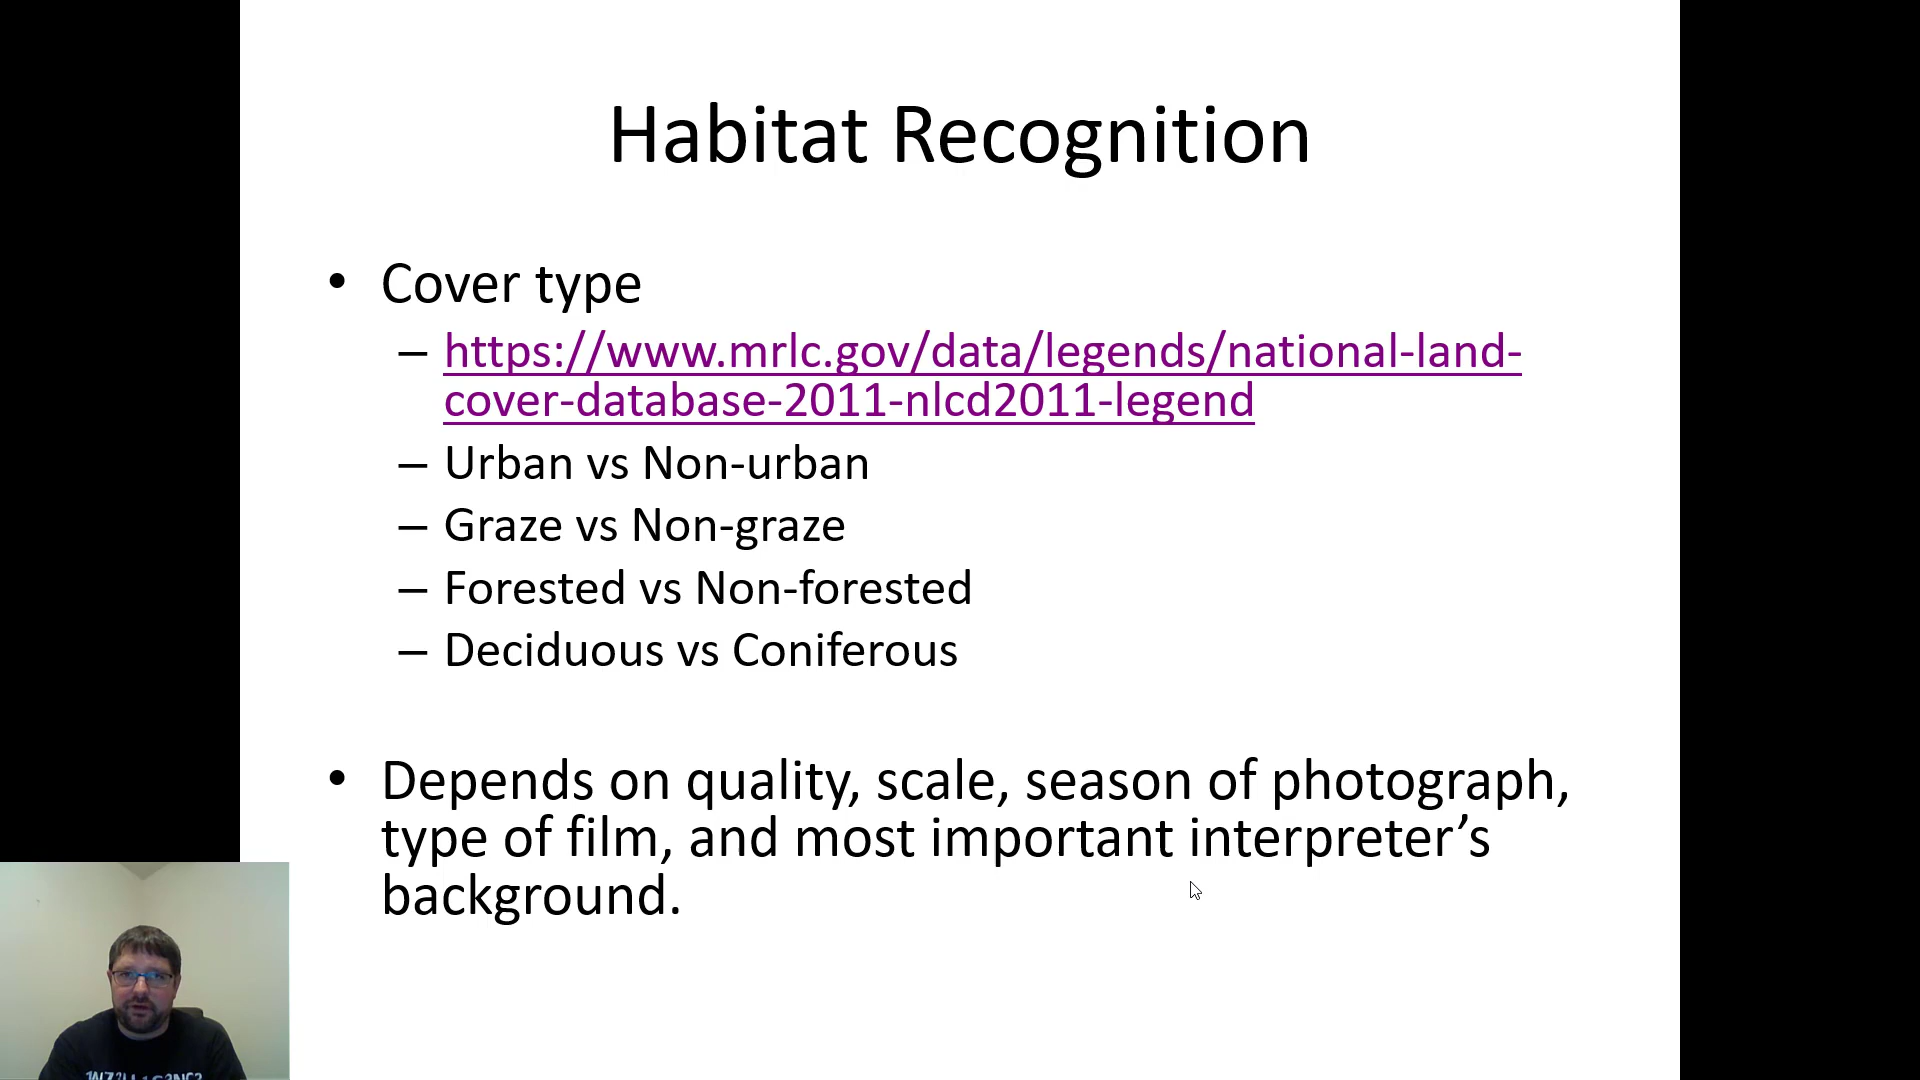 Habitat Recognition
• Cover type
– https://www.mrlc.gov/data/legends/national-land-
cover-database-2011-nlcd2011-legend
– Urban vs Non-urban
– Graze vs Non-graze
– Forested vs Non-forested
– Deciduous vs Coniferous
• Depends on quality, scale, season of photograph,
type of film, and most important interpreter’s
background.